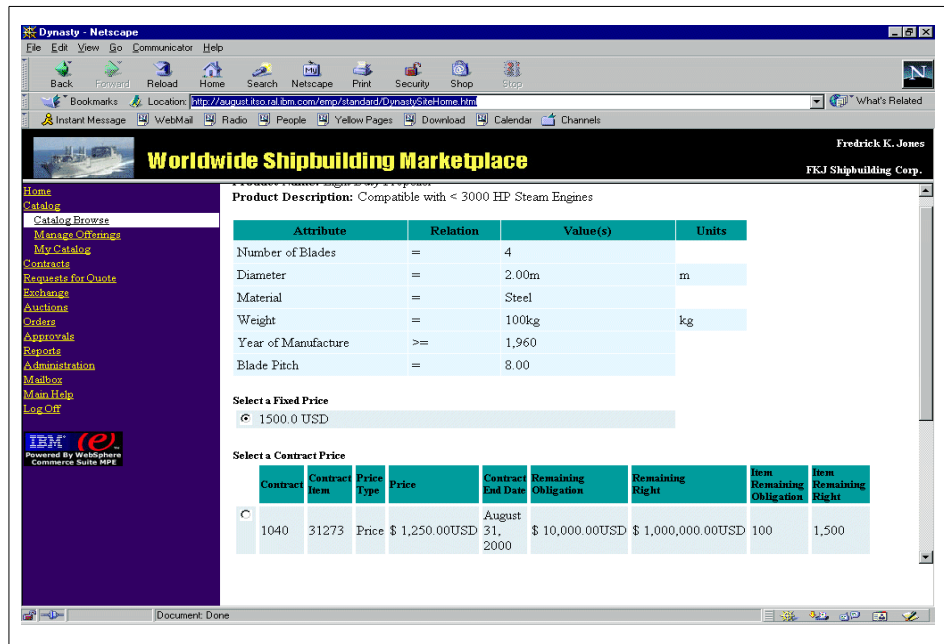 Dynasty - Netscape
File Edit View Go Communicator Help
Back Forward Reload Home Search Netscape Print Security Shop Stop
N
Bookmarks Location: http://august.itso.ral.ibm.com/emp/standard/DynastySiteHome.htm What's Related
Instant Message WebMail Radio People Yellow Pages Download Calendar Channels
Worldwide Shipbuilding Marketplace
Fredrick K. Jones
FKJ Shipbuilding Corp.
Home
Catalog
Catalog Browse
Manage Offerings
My Catalog
Contracts
Requests for Quote
Exchange
Auctions
Orders
Approvals
Reports
Administration
Mailbox
Main Help
Log Off
IBM e
Powered By WebSphere
Commerce Suite MPE
Product Name: Light Duty Propeller
Product Description: Compatible with < 3000 HP Steam Engines
Attribute Relation Value(s) Units
Number of Blades = 4
Diameter = 2.00m m
Material = Steel
Weight = 100kg kg
Year of Manufacture >= 1,960
Blade Pitch = 8.00
Select a Fixed Price
1500.0 USD
Select a Contract Price
Contract Contract Item Price Type Price Contract End Date Remaining Obligation Remaining Right Item Remaining Obligation Item Remaining Right
1040 31273 Price $ 1,250.00USD August 31, 2000 $ 10,000.00USD $ 1,000,000.00USD 100 1,500
Document: Done